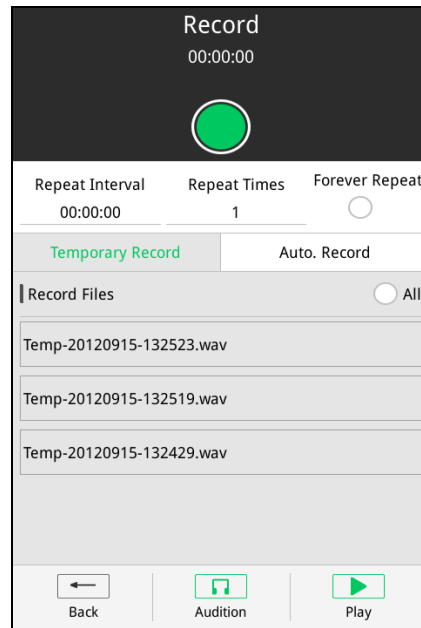 Record
00:00:00
Repeat Interval Repeat Times Forever Repeat
00:00:00 1
Temporary Record Auto. Record
Record Files All
Temp-20120915-132523.wav
Temp-20120915-132519.wav
Temp-20120915-132429.wav
Back Audition Play